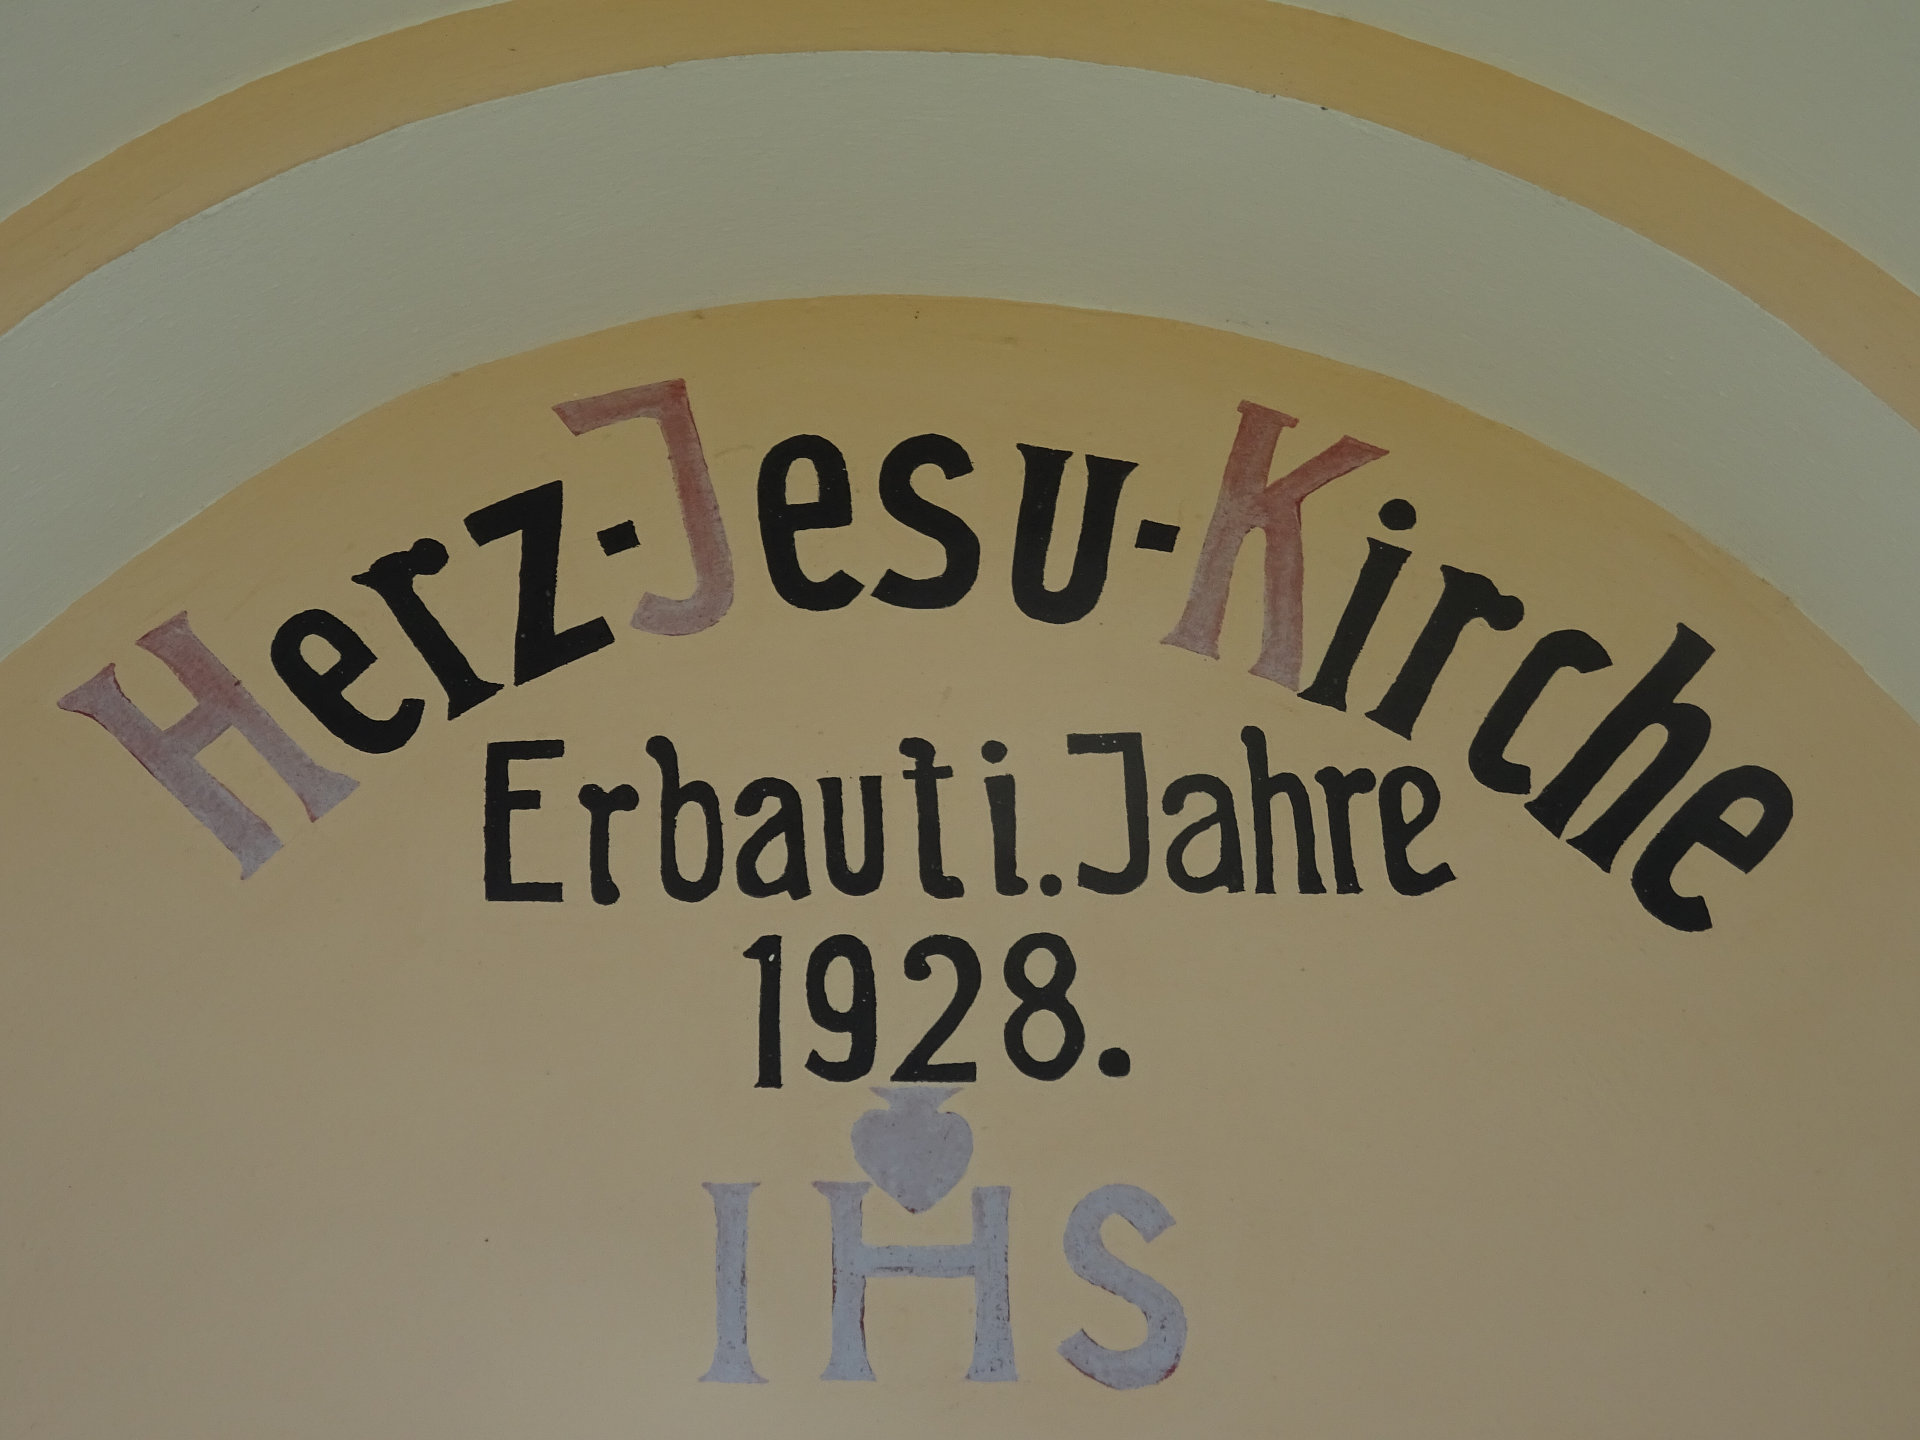 Herz-Jesu-Kirche
Erbaut i. Jahre
1928.
IHS